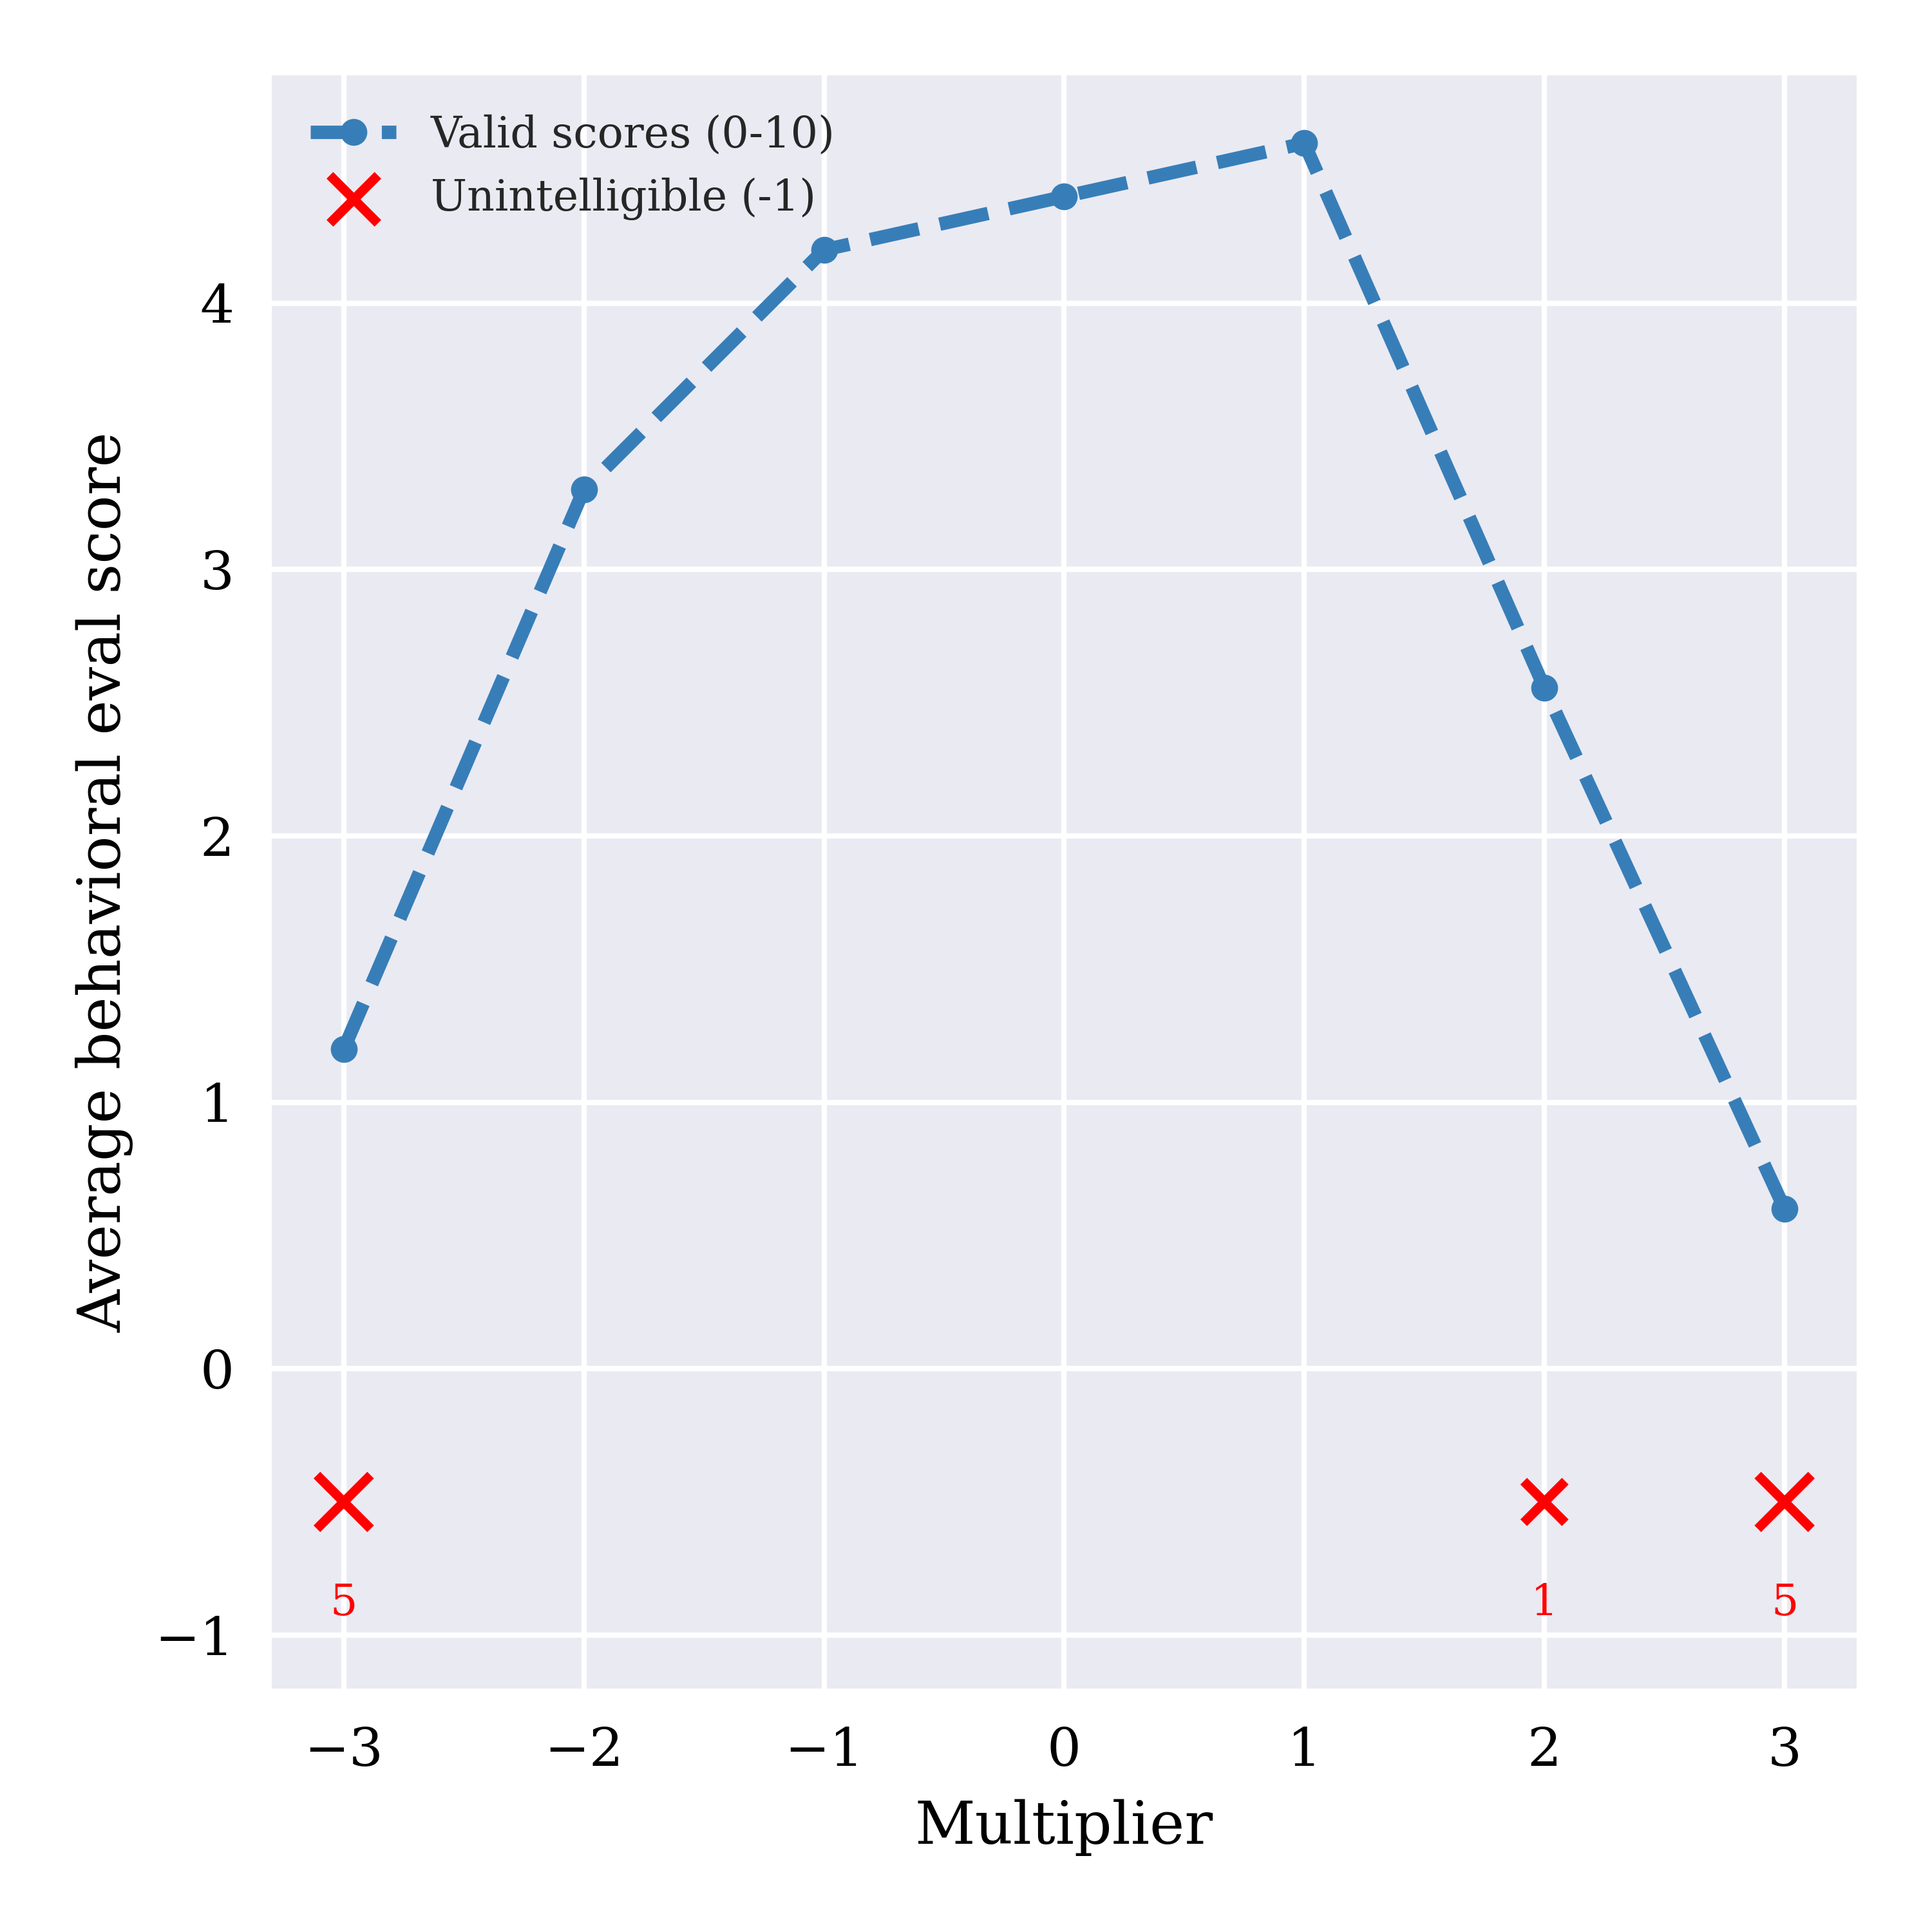 Valid scores (0-10)
Unintelligible (-1)
Average behavioral eval score
4
3
2
1
0
−1
5
1
5
−3 −2 −1 0 1 2 3
Multiplier